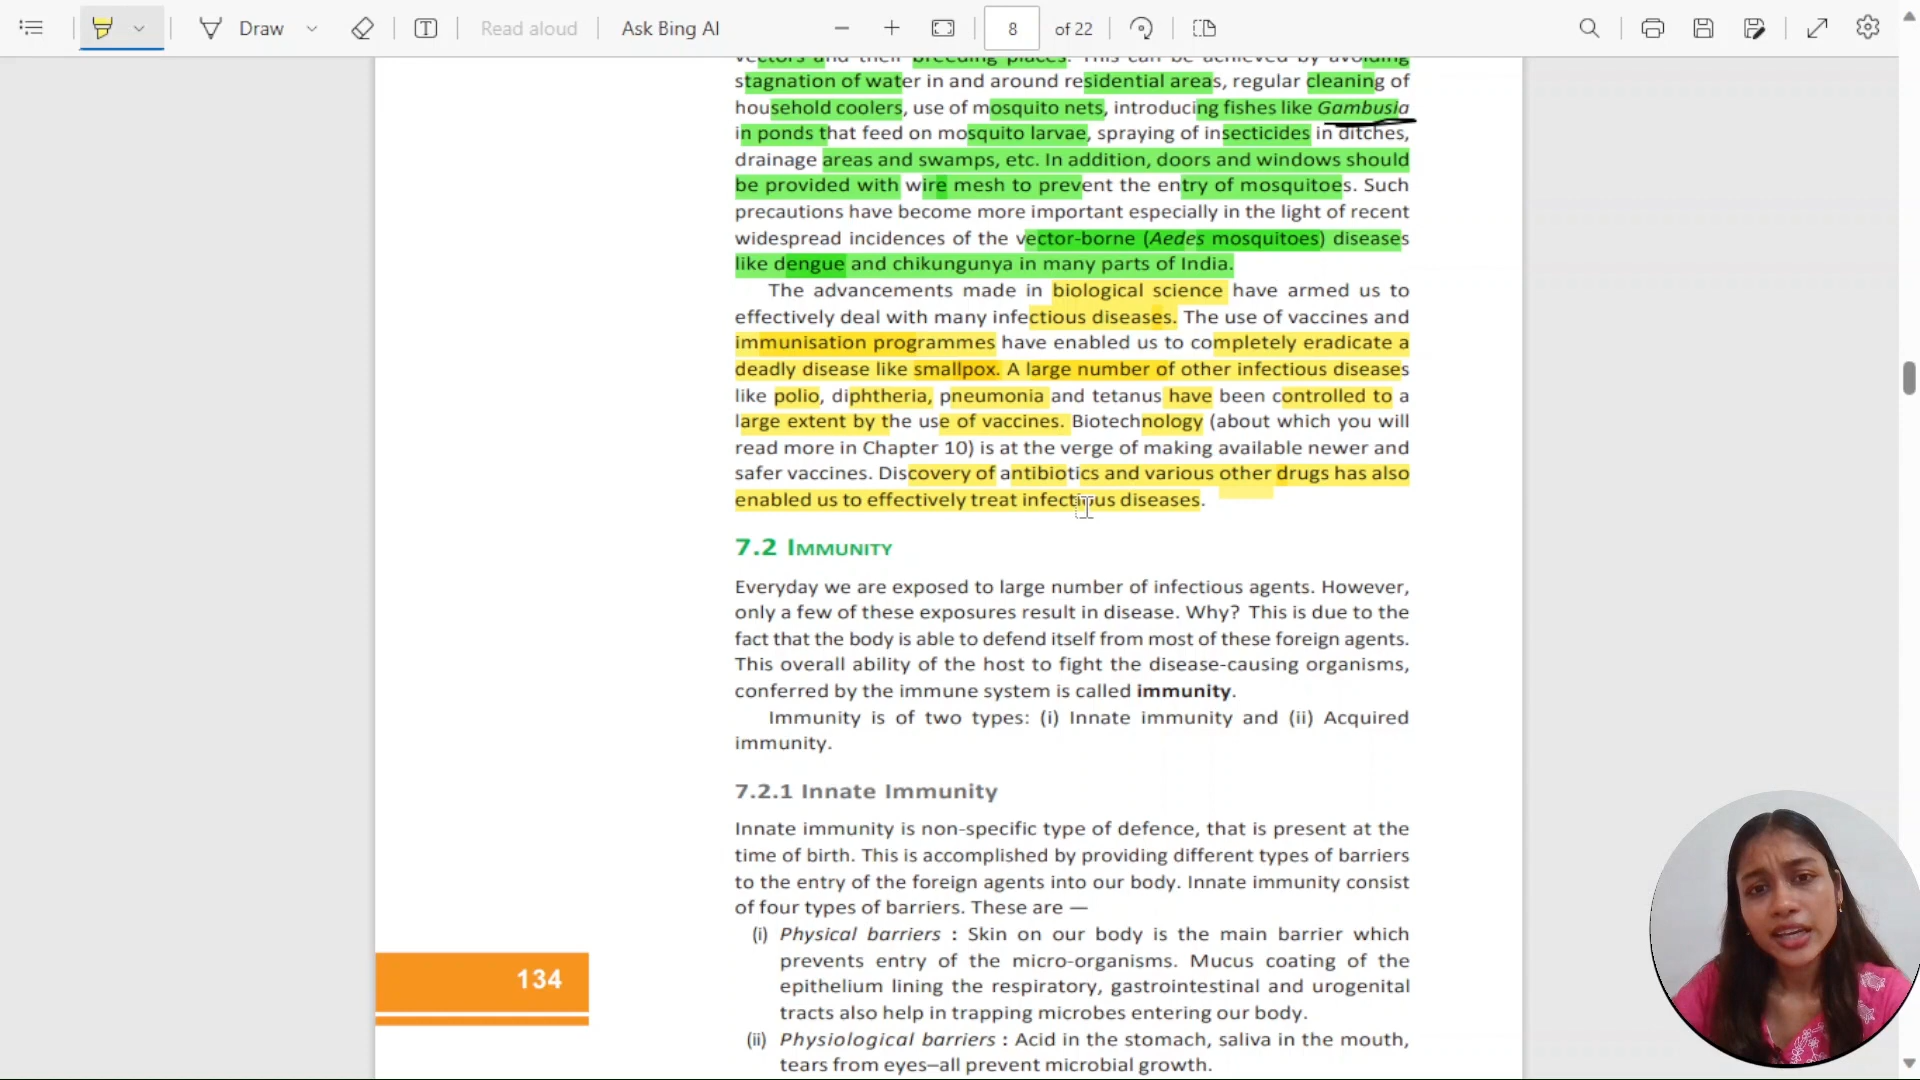 Draw
Read aloud
Ask Bing AI
8
of 22
vectors and their breeding places. This can be achieved by avoiding
stagnation of water in and around residential areas, regular cleaning of
household coolers, use of mosquito nets, introducing fishes like Gambusia
in ponds that feed on mosquito larvae, spraying of insecticides in ditches,
drainage areas and swamps, etc. In addition, doors and windows should
be provided with wire mesh to prevent the entry of mosquitoes. Such
precautions have become more important especially in the light of recent
widespread incidences of the vector-borne (Aedes mosquitoes) diseases
like dengue and chikungunya in many parts of India.
The advancements made in biological science have armed us to
effectively deal with many infectious diseases. The use of vaccines and
immunisation programmes have enabled us to completely eradicate a
deadly disease like smallpox. A large number of other infectious diseases
like polio, diphtheria, pneumonia and tetanus have been controlled to a
large extent by the use of vaccines. Biotechnology (about which you will
read more in Chapter 10) is at the verge of making available newer and
safer vaccines. Discovery of antibiotics and various other drugs has also
enabled us to effectively treat infectious diseases.
7.2 IMMUNITY
Everyday we are exposed to large number of infectious agents. However,
only a few of these exposures result in disease. Why? This is due to the
fact that the body is able to defend itself from most of these foreign agents.
This overall ability of the host to fight the disease-causing organisms,
conferred by the immune system is called immunity.
Immunity is of two types: (i) Innate immunity and (ii) Acquired
immunity.
7.2.1 Innate Immunity
Innate immunity is non-specific type of defence, that is present at the
time of birth. This is accomplished by providing different types of barriers
to the entry of the foreign agents into our body. Innate immunity consist
of four types of barriers. These are —
(i) Physical barriers : Skin on our body is the main barrier which
prevents entry of the micro-organisms. Mucus coating of the
epithelium lining the respiratory, gastrointestinal and urogenital
tracts also help in trapping microbes entering our body.
(ii) Physiological barriers : Acid in the stomach, saliva in the mouth,
tears from eyes–all prevent microbial growth.
134